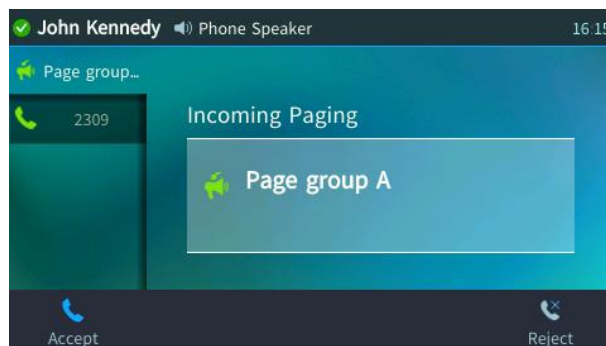 John Kennedy Phone Speaker 16:15
Page group...
2309
Incoming Paging
Page group A
Accept
Reject